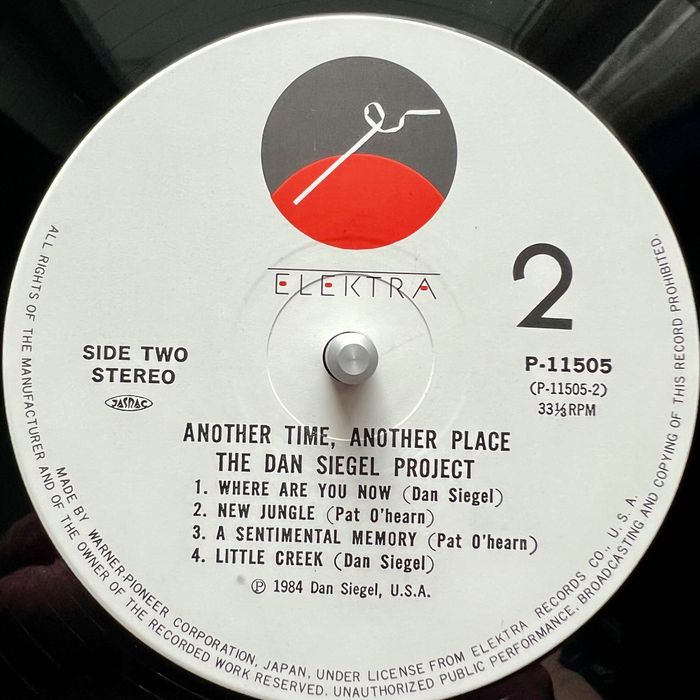 ELEKTRA
2
SIDE TWO
STEREO
JASRAC
P-11505
(P-11505-2)
33⅓RPM
ANOTHER TIME, ANOTHER PLACE
THE DAN SIEGEL PROJECT
1. WHERE ARE YOU NOW (Dan Siegel)
2. NEW JUNGLE (Pat O'hearn)
3. A SENTIMENTAL MEMORY (Pat O'hearn)
4. LITTLE CREEK (Dan Siegel)
Ⓟ 1984 Dan Siegel, U.S.A.
ALL RIGHTS OF THE MANUFACTURER AND OF THE OWNER OF THE RECORDED WORK RESERVED. UNAUTHORIZED PUBLIC PERFORMANCE, BROADCASTING AND COPYING OF THIS RECORD PROHIBITED.
MADE BY WARNER-PIONEER CORPORATION, JAPAN, UNDER LICENSE FROM ELEKTRA RECORDS CO., U. S. A.